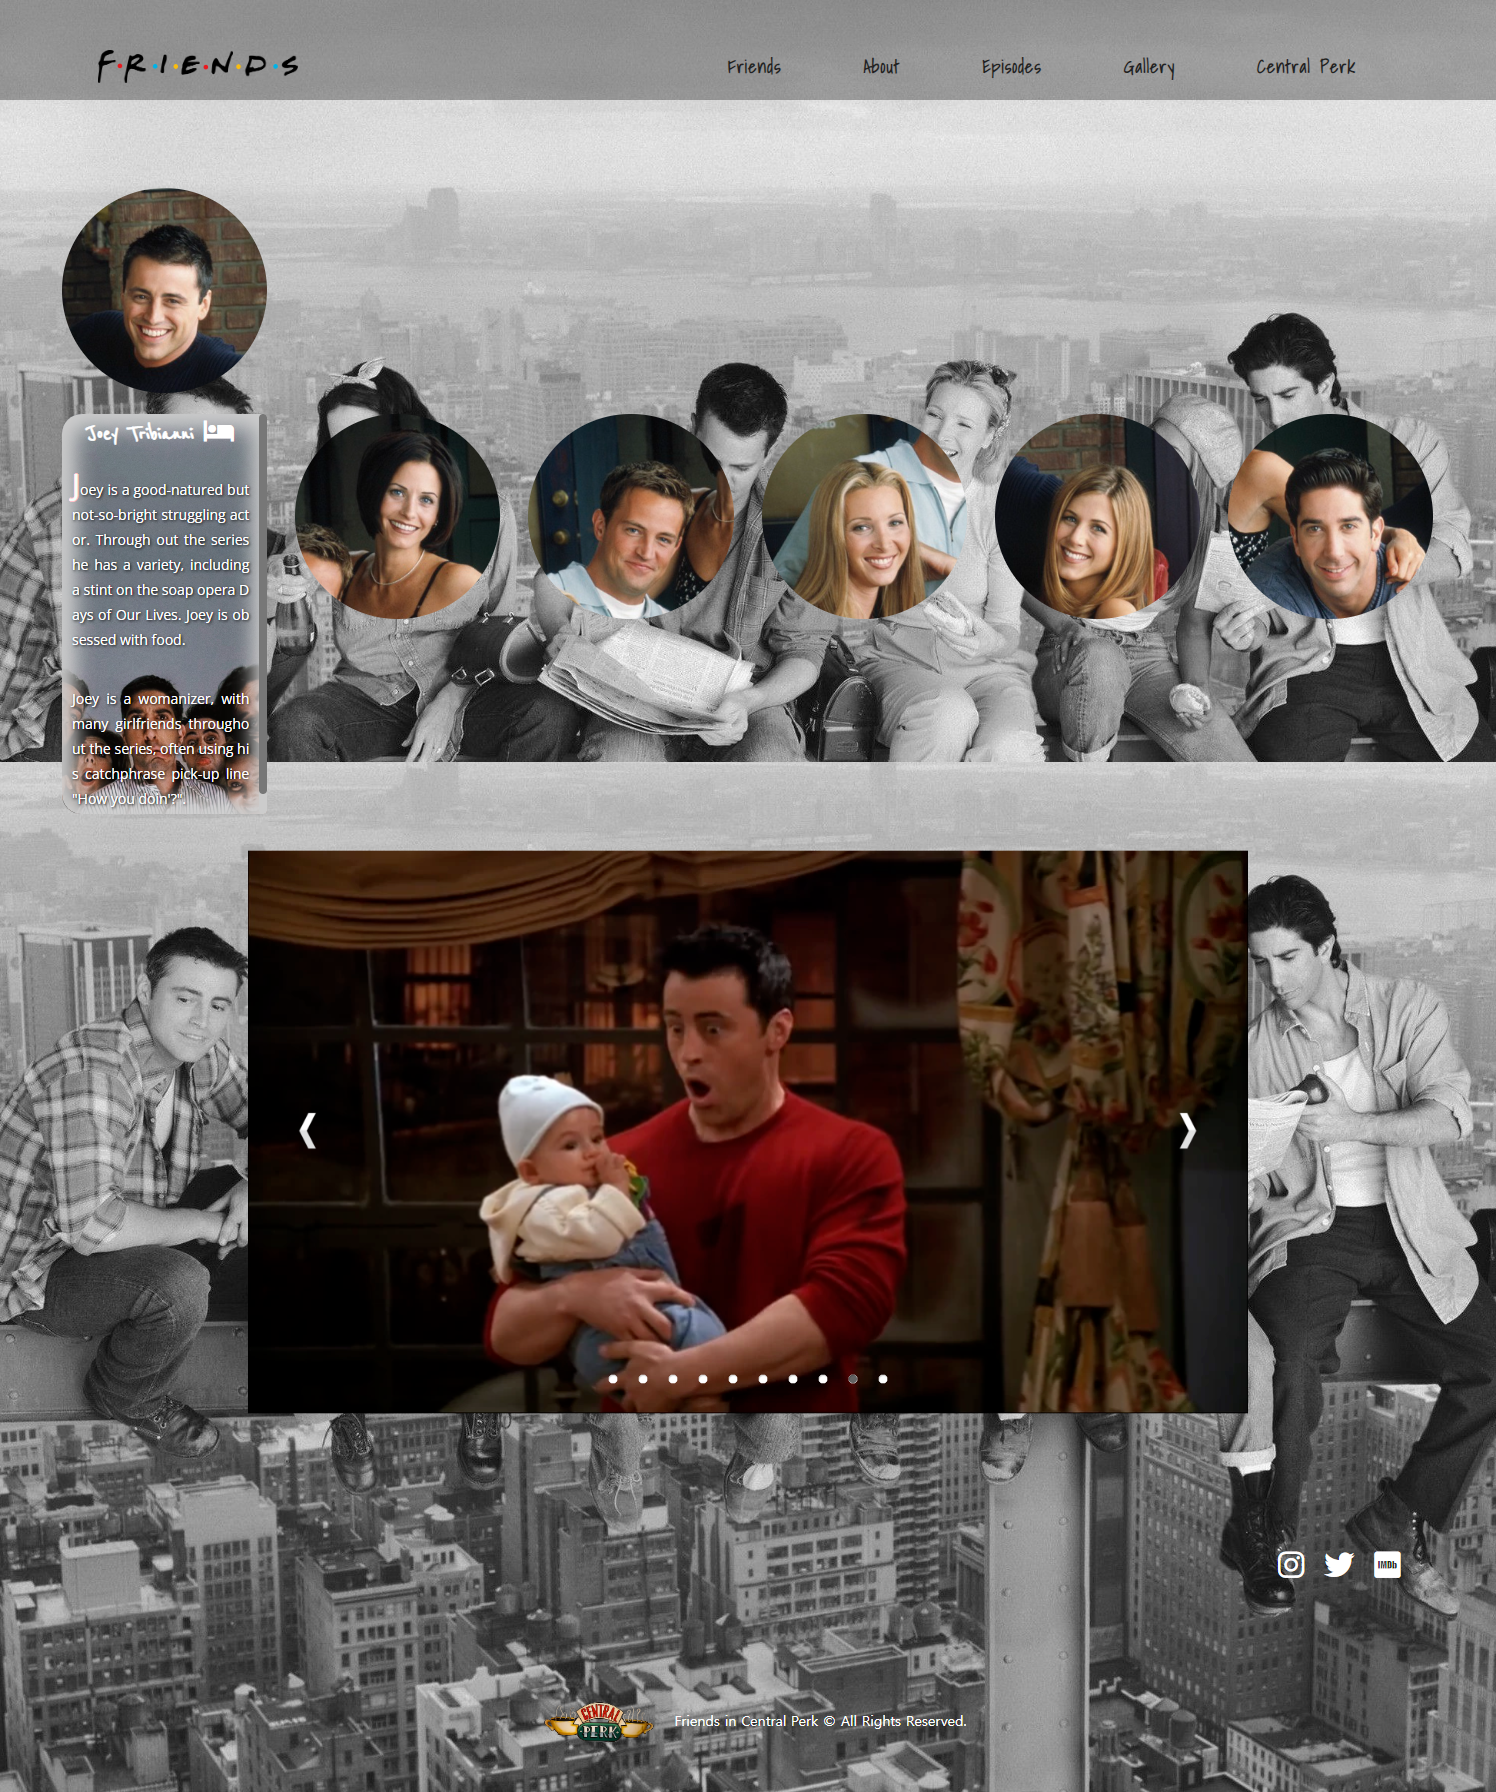 F·R·I·E·N·D·S
Friends
About
Episodes
Gallery
Central Perk
Joey Tribianni
Joey is a good-natured but
not-so-bright struggling act
or. Through out the series
he has a variety, including
a stint on the soap opera D
ays of Our Lives. Joey is ob
sessed with food.
Joey is a womanizer, with
many girlfriends througho
ut the series, often using hi
s catchphrase pick-up line
"How you doin'?".
IMDb
CENTRAL
PERK
Friends in Central Perk © All Rights Reserved.